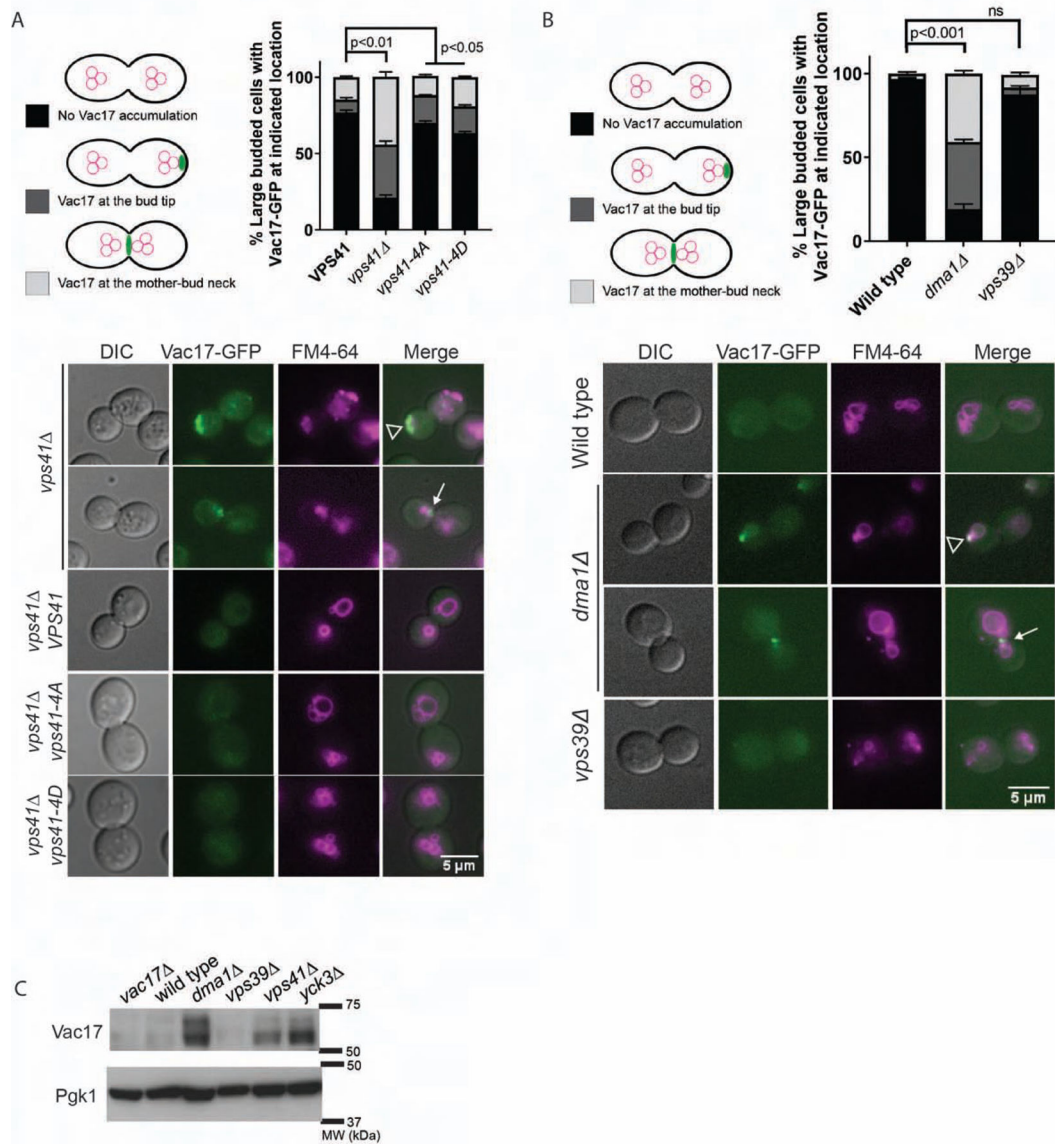 A
No Vac17 accumulation
Vac17 at the bud tip
Vac17 at the mother-bud neck
% Large budded cells with
Vac17-GFP at indicated location
100
50
0
p<0.01
p<0.05
VPS41
vps41Δ
vps41-4A
vps41-4D
DIC Vac17-GFP FM4-64 Merge
vps41Δ
vps41Δ
VPS41
vps41Δ
vps41-4A
vps41Δ
vps41-4D
5 μm
B
No Vac17 accumulation
Vac17 at the bud tip
Vac17 at the mother-bud neck
% Large budded cells with
Vac17-GFP at indicated location
100
50
0
ns
p<0.001
Wild type
dma1Δ
vps39Δ
DIC Vac17-GFP FM4-64 Merge
Wild type
dma1Δ
vps39Δ
5 μm
C
vac17Δ
wild type
dma1Δ
vps39Δ
vps41Δ
yck3Δ
Vac17
75
50
Pgk1
50
37
MW (kDa)